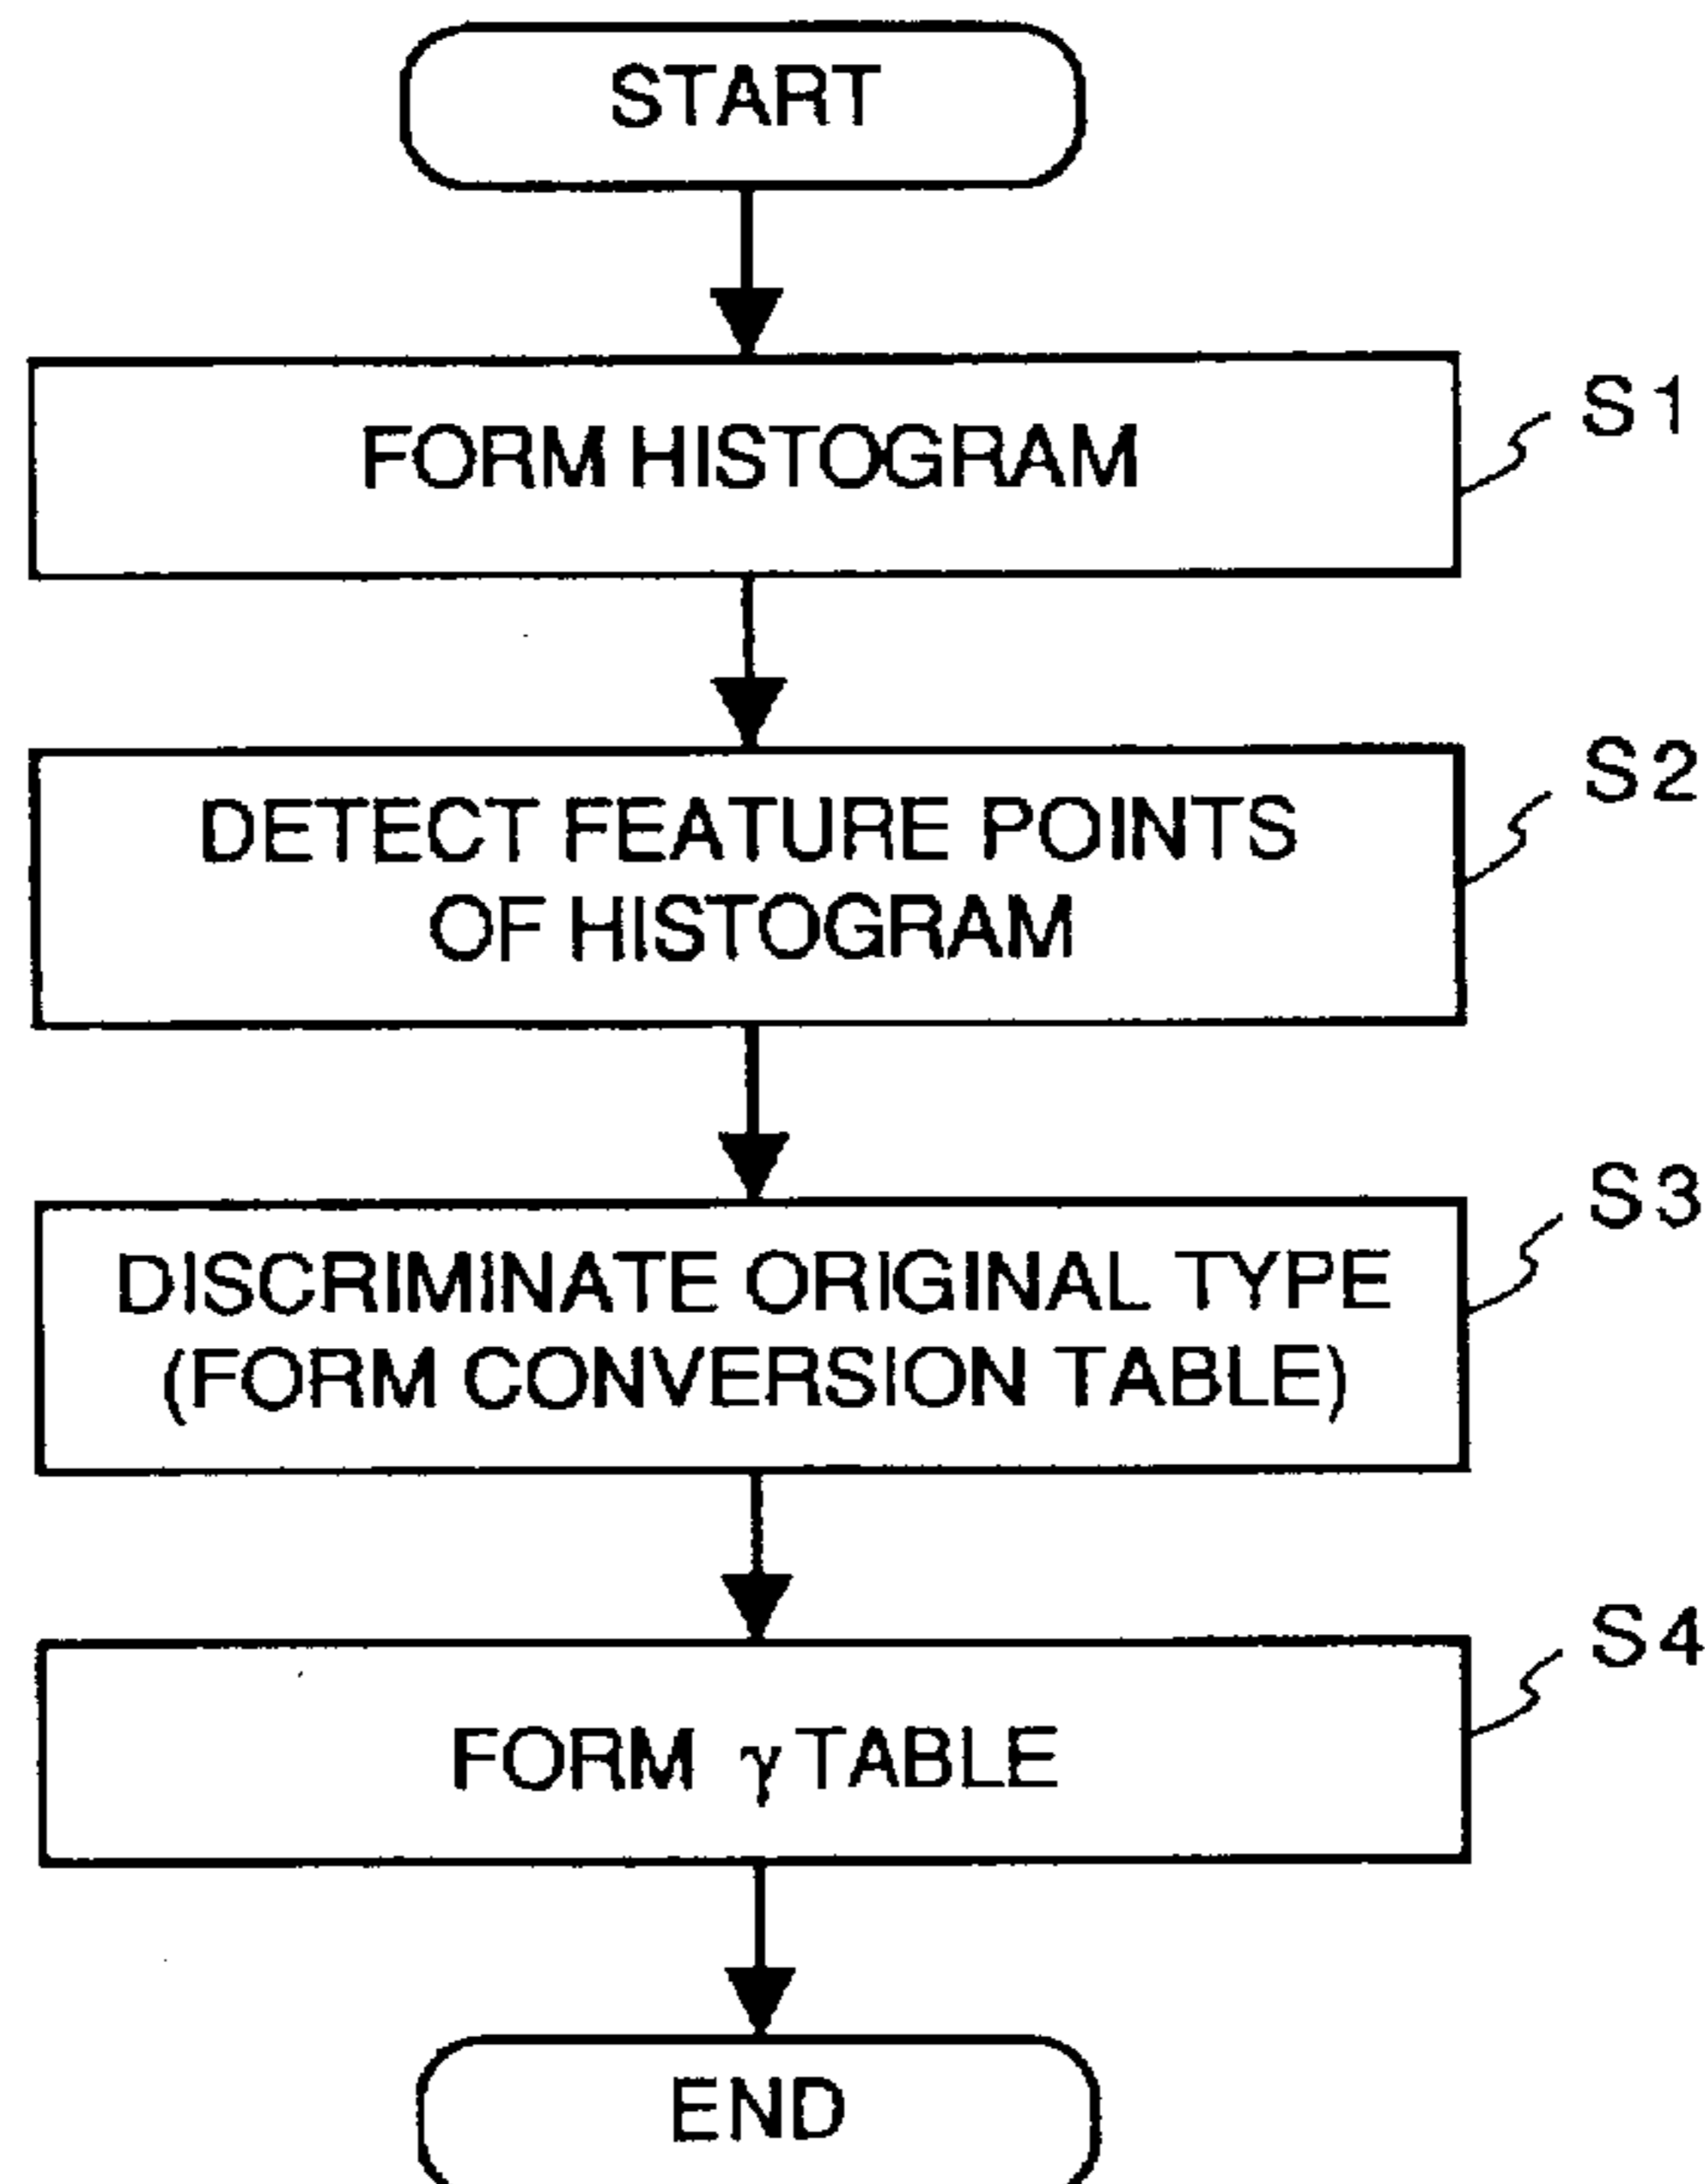 START
FORM HISTOGRAM
S1
DETECT FEATURE POINTS
OF HISTOGRAM
S2
DISCRIMINATE ORIGINAL TYPE
(FORM CONVERSION TABLE)
S3
FORM γ TABLE
S4
END